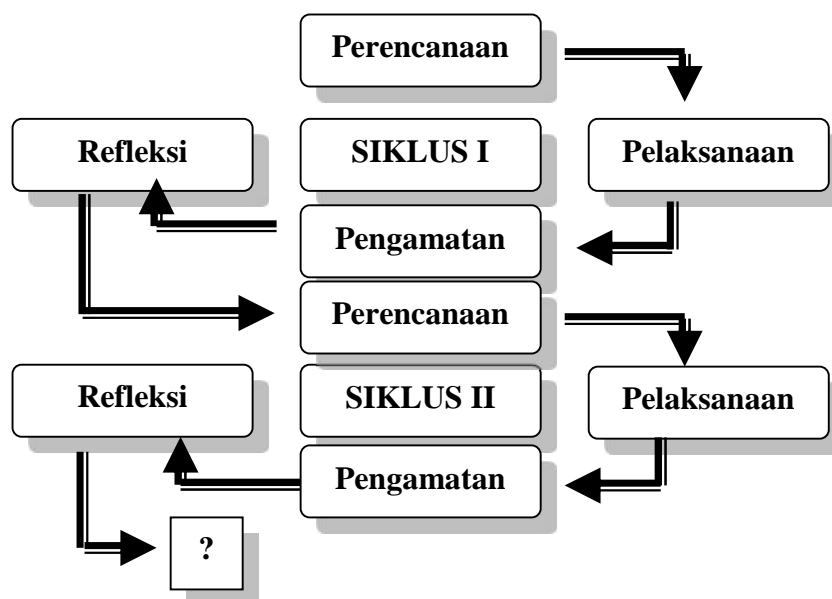 Perencanaan
Refleksi
SIKLUS I
Pelaksanaan
Pengamatan
Perencanaan
Refleksi
SIKLUS II
Pelaksanaan
Pengamatan
?